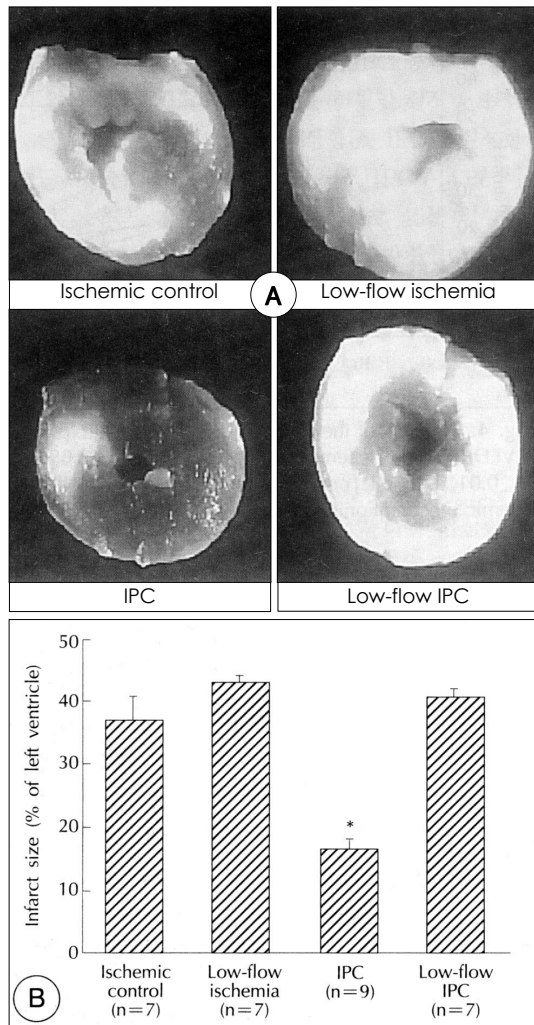 Ischemic control
A
Low-flow ischemia
IPC
Low-flow IPC
Infarct size (% of left ventricle)
50
40
30
20
10
0
*
Ischemic
control
(n=7)
Low-flow
ischemia
(n=7)
IPC
(n=9)
Low-flow
IPC
(n=7)
B